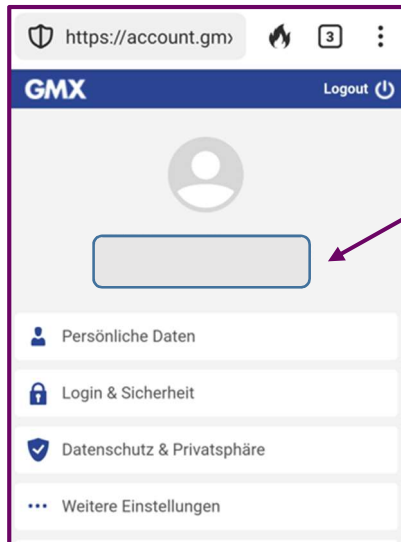 https://account.gmx
3
GMX
Logout
Persönliche Daten
Login & Sicherheit
Datenschutz & Privatsphäre
Weitere Einstellungen